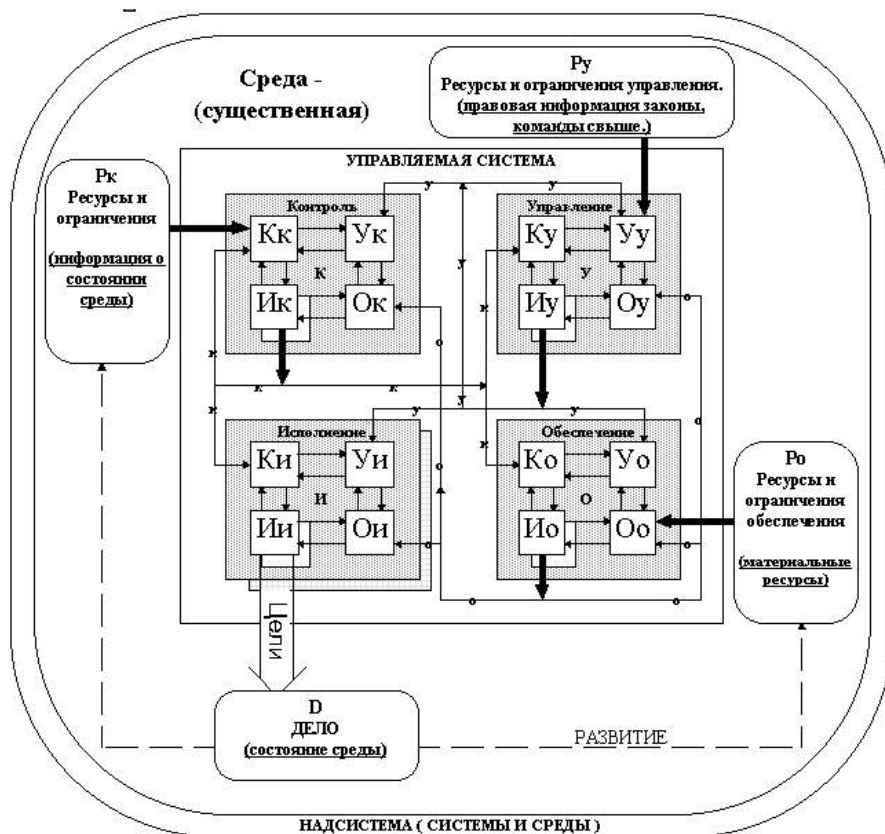 Среда -
(существенная)
Ру
Ресурсы и ограничения управления.
(правовая информация законы,
команды свыше.)
УПРАВЛЯЕМАЯ СИСТЕМА
Рк
Ресурсы и
ограничения
(информация о
состоянии
среды)
у у
Контроль
Кк Ук
К
Ик Ок
Управление
Ку Уу
У
Иу Оу
у
к о к о
к к к
у
у у
к о к о
Исполнение
Ки Уи
И
Ии Ои
о
Обеспечение
Ко Уо
О
Ио Оо
о
о о о
Ро
Ресурсы и
ограничения
обеспечения
(материальные
ресурсы)
Цели
D
ДЕЛО
(состояние среды)
РАЗВИТИЕ
НАДСИСТЕМА ( СИСТЕМЫ И СРЕДЫ )